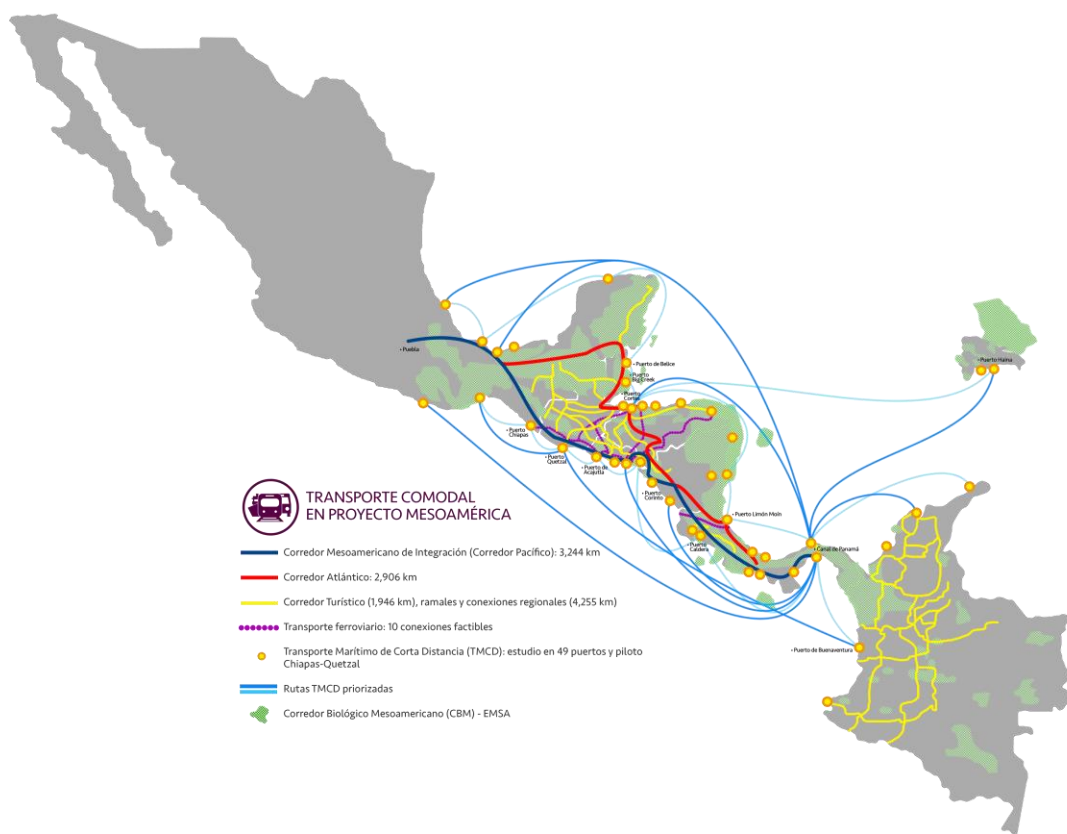 • Puebla
• Puerto de Belice
• Puerto
Big Creek
• Puerto Haina
• Puerto
Cortés
• Puerto
Chiapas
• Puerto
Quetzal
• Puerto de
Acajutla
• Puerto
Corinto
• Puerto Limón Moin
• Puerto
Caldera
• Canal de Panamá
• Puerto de Buenaventura
TRANSPORTE COMODAL
EN PROYECTO MESOAMÉRICA
Corredor Mesoamericano de Integración (Corredor Pacífico): 3,244 km
Corredor Atlántico: 2,906 km
Corredor Turístico (1,946 km), ramales y conexiones regionales (4,255 km)
Transporte ferroviario: 10 conexiones factibles
Transporte Marítimo de Corta Distancia (TMCD): estudio en 49 puertos y piloto
Chiapas-Quetzal
Rutas TMCD priorizadas
Corredor Biológico Mesoamericano (CBM) - EMSA